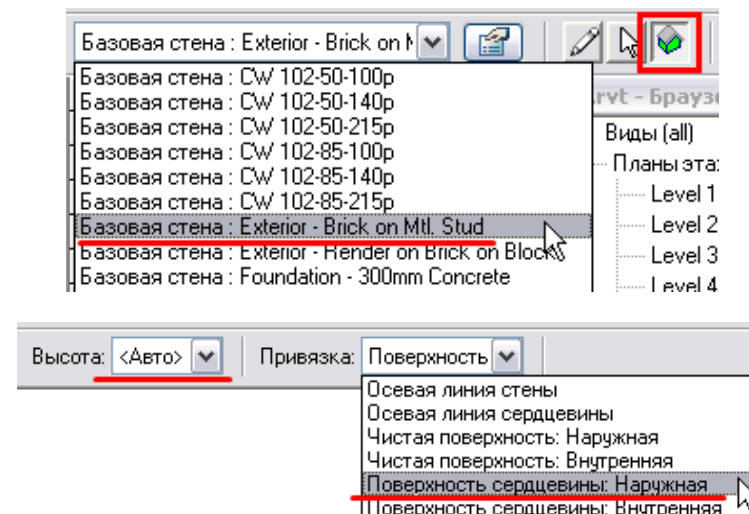 Базовая стена : Exterior - Brick on M
Базовая стена : CW 102-50-100p
Базовая стена : CW 102-50-140p
Базовая стена : CW 102-50-215p
Базовая стена : CW 102-85-100p
Базовая стена : CW 102-85-140p
Базовая стена : CW 102-85-215p
Базовая стена : Exterior - Brick on Mtl. Stud
Базовая стена : Exterior - Render on Brick on Block
Базовая стена : Foundation - 300mm Concrete
.rvt - Браузе
Виды (all)
Планы эта
Level 1
Level 2
Level 3
Level 4
Высота: <Авто> Привязка: Поверхность
Осевая линия стены
Осевая линия сердцевины
Чистая поверхность: Наружная
Чистая поверхность: Внутренняя
Поверхность сердцевины: Наружная
Поверхность сердцевины: Внутренняя